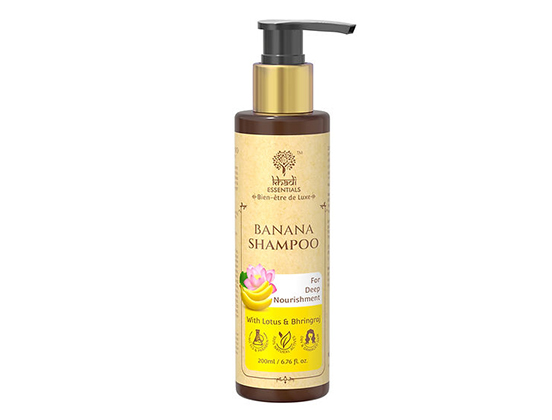 TM
khadi
ESSENTIALS
Bien-être de Luxe
BANANA
SHAMPOO
For
Deep
Nourishment
With Lotus & Bhringraj
200ml / 6.76 fl. oz.